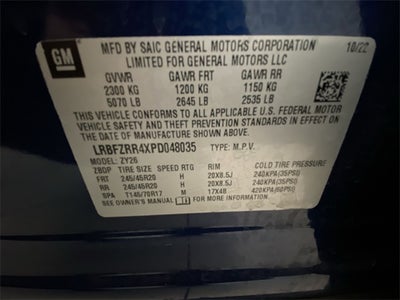 GM
MFD BY SAIC GENERAL MOTORS CORPORATION 10/22
LIMITED FOR GENERAL MOTORS LLC
GVWR GAWR FRT GAWR RR
2300 KG 1200 KG 1150 KG
5070 LB 2645 LB 2535 LB
THIS VEHICLE CONFORMS TO ALL APPLICABLE U.S. FEDERAL MOTOR
VEHICLE SAFETY STANDARDS IN EFFECT ON THE DATE OF
MANUFACTURE SHOWN ABOVE.
LRBFZRR4XPD048035 TYPE: M.P.V.
MODEL: ZY26
ZBDP TIRE SIZE SPEED RTG RIM COLD TIRE PRESSURE
FRT 245/45R20 H 20X8.5J 240KPA(35PSI)
RR 245/45R20 H 20X8.5J 240KPA(35PSI)
SPA T145/70R17 M 17X4B 420KPA(60PSI)
SEE OWNER'S MANUAL FOR MORE INFORMATION.